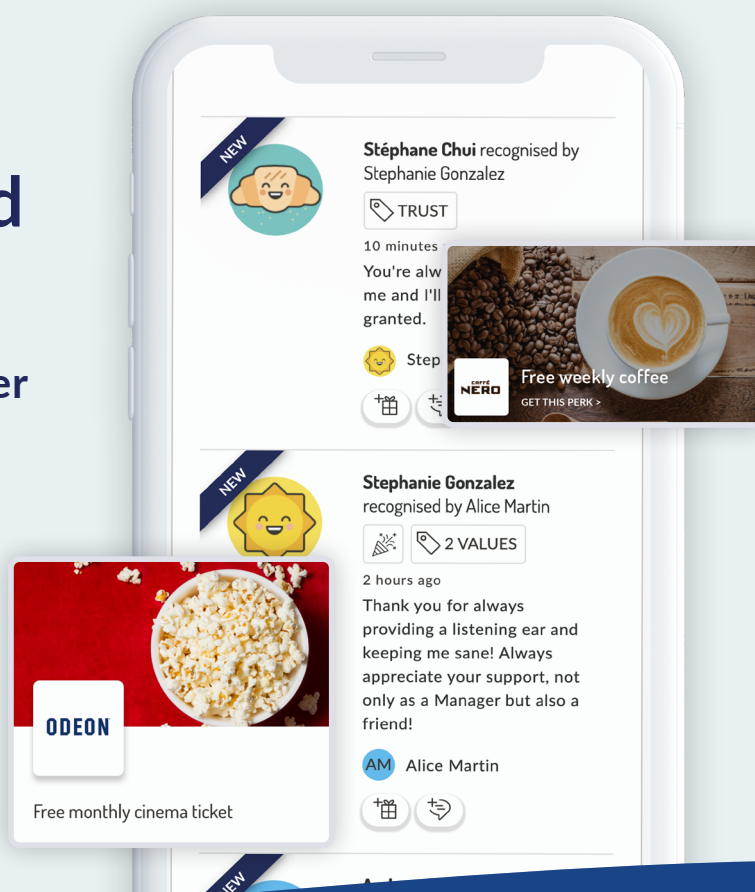 NEW
Stéphane Chui recognised by
Stephanie Gonzalez
TRUST
10 minutes
You're alw
me and I'll
granted.
Step
CAFFÈ
NERO
Free weekly coffee
GET THIS PERK >
d
er
NEW
Stephanie Gonzalez
recognised by Alice Martin
2 VALUES
2 hours ago
Thank you for always
providing a listening ear and
keeping me sane! Always
appreciate your support, not
only as a Manager but also a
friend!
AM Alice Martin
ODEON
Free monthly cinema ticket
NEW